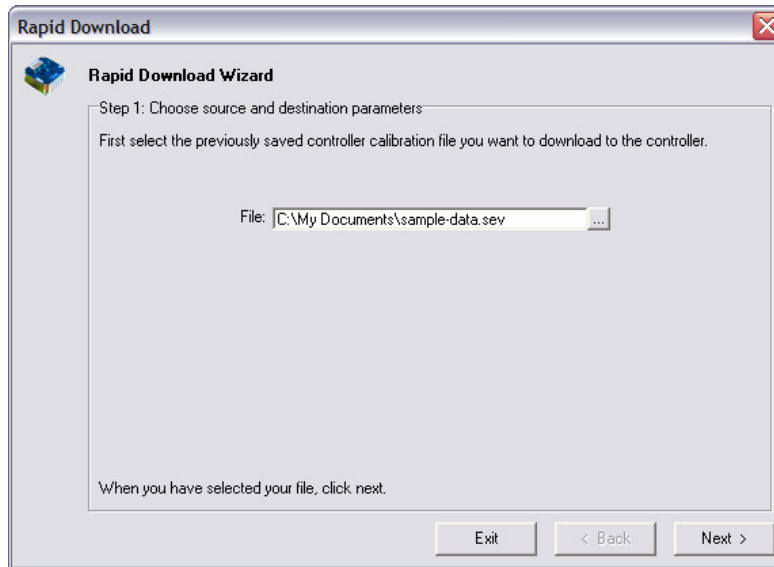 Rapid Download
Rapid Download Wizard
Step 1: Choose source and destination parameters
First select the previously saved controller calibration file you want to download to the controller.
File: C:\My Documents\sample-data.sev ...
When you have selected your file, click next.
Exit < Back Next >